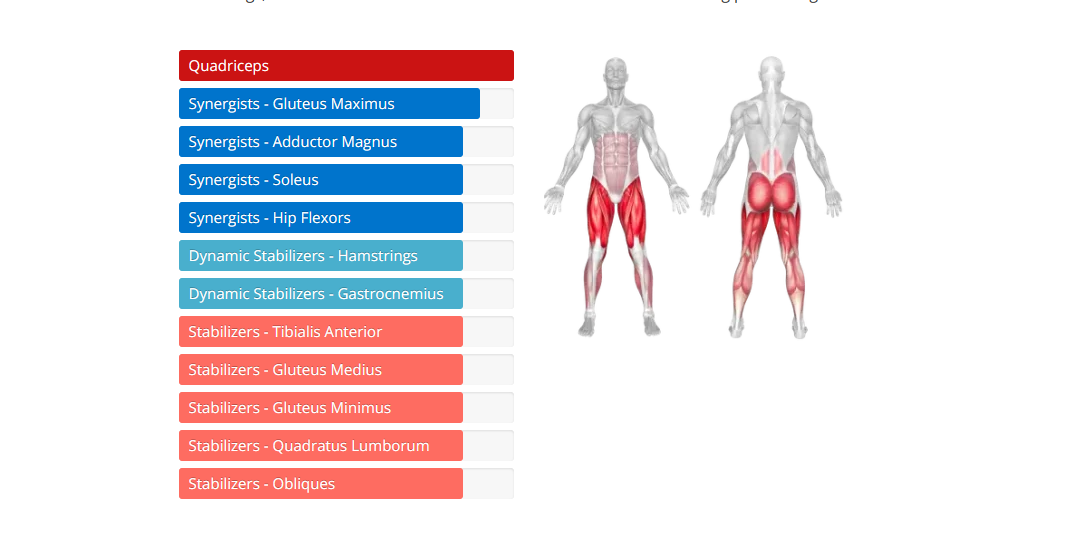 Quadriceps
Synergists - Gluteus Maximus
Synergists - Adductor Magnus
Synergists - Soleus
Synergists - Hip Flexors
Dynamic Stabilizers - Hamstrings
Dynamic Stabilizers - Gastrocnemius
Stabilizers - Tibialis Anterior
Stabilizers - Gluteus Medius
Stabilizers - Gluteus Minimus
Stabilizers - Quadratus Lumborum
Stabilizers - Obliques